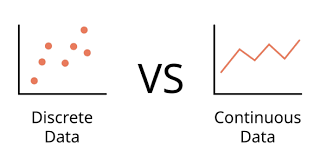 VS
Discrete
Data
Continuous
Data